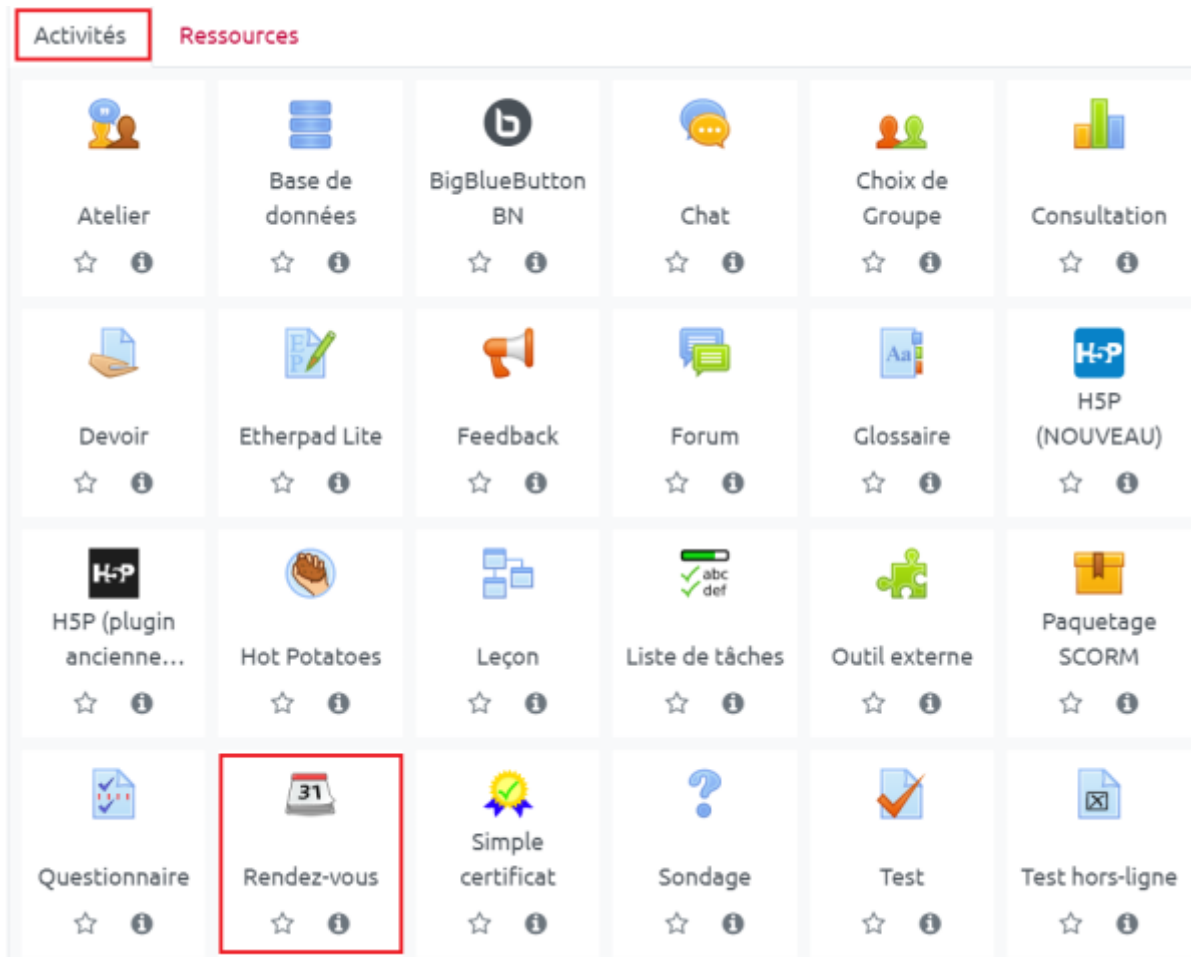 Activités Ressources
Base de BigBlueButton Choix de
Atelier données BN Chat Groupe Consultation
E
P
Aa
H5P
H5P
Devoir Etherpad Lite Feedback Forum Glossaire (NOUVEAU)
H5P
abc
def
H5P (plugin Paquetage
ancienne... Hot Potatoes Leçon Liste de tâches Outil externe SCORM
31
Simple
Questionnaire Rendez-vous certificat Sondage Test Test hors-ligne